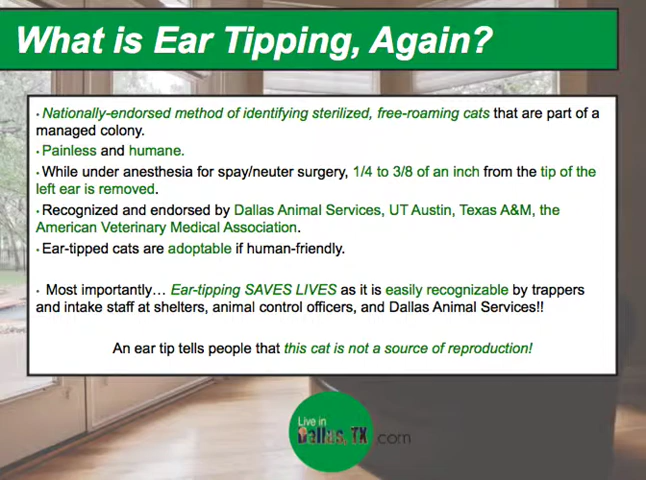 What is Ear Tipping, Again?
· Nationally-endorsed method of identifying sterilized, free-roaming cats that are part of a
managed colony.
· Painless and humane.
· While under anesthesia for spay/neuter surgery, 1/4 to 3/8 of an inch from the tip of the
left ear is removed.
· Recognized and endorsed by Dallas Animal Services, UT Austin, Texas A&M, the
American Veterinary Medical Association.
· Ear-tipped cats are adoptable if human-friendly.
· Most importantly… Ear-tipping SAVES LIVES as it is easily recognizable by trappers
and intake staff at shelters, animal control officers, and Dallas Animal Services!!
An ear tip tells people that this cat is not a source of reproduction!
Live in
Dallas, TX .com